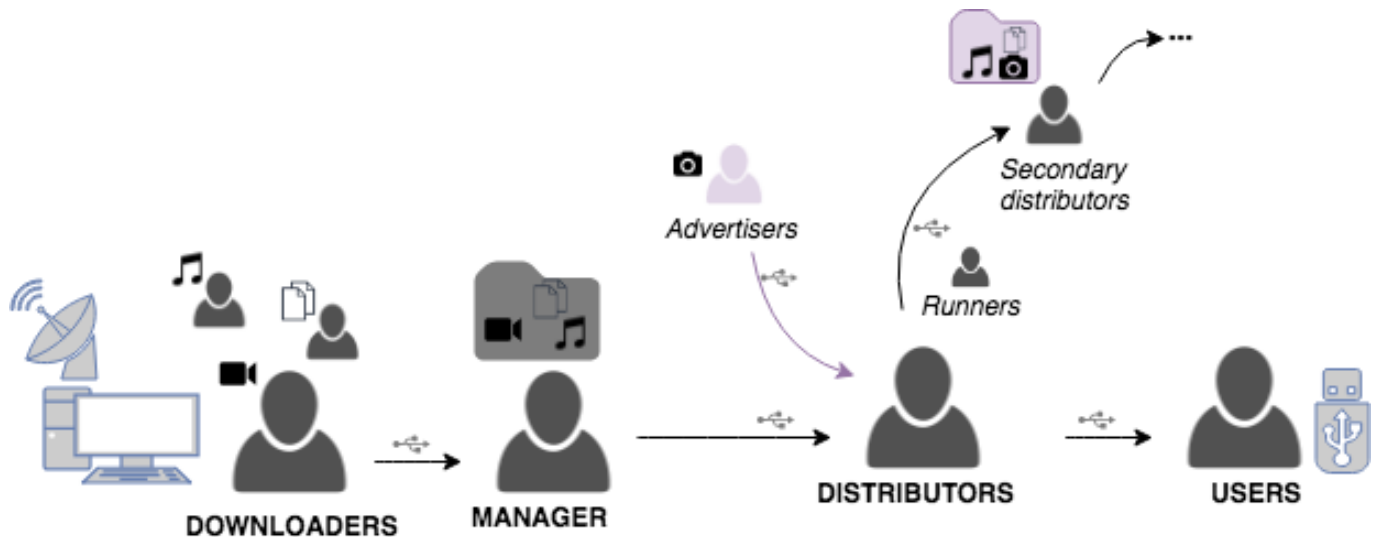 ...
Secondary
distributors
Advertisers
Runners
DOWNLOADERS
MANAGER
DISTRIBUTORS
USERS